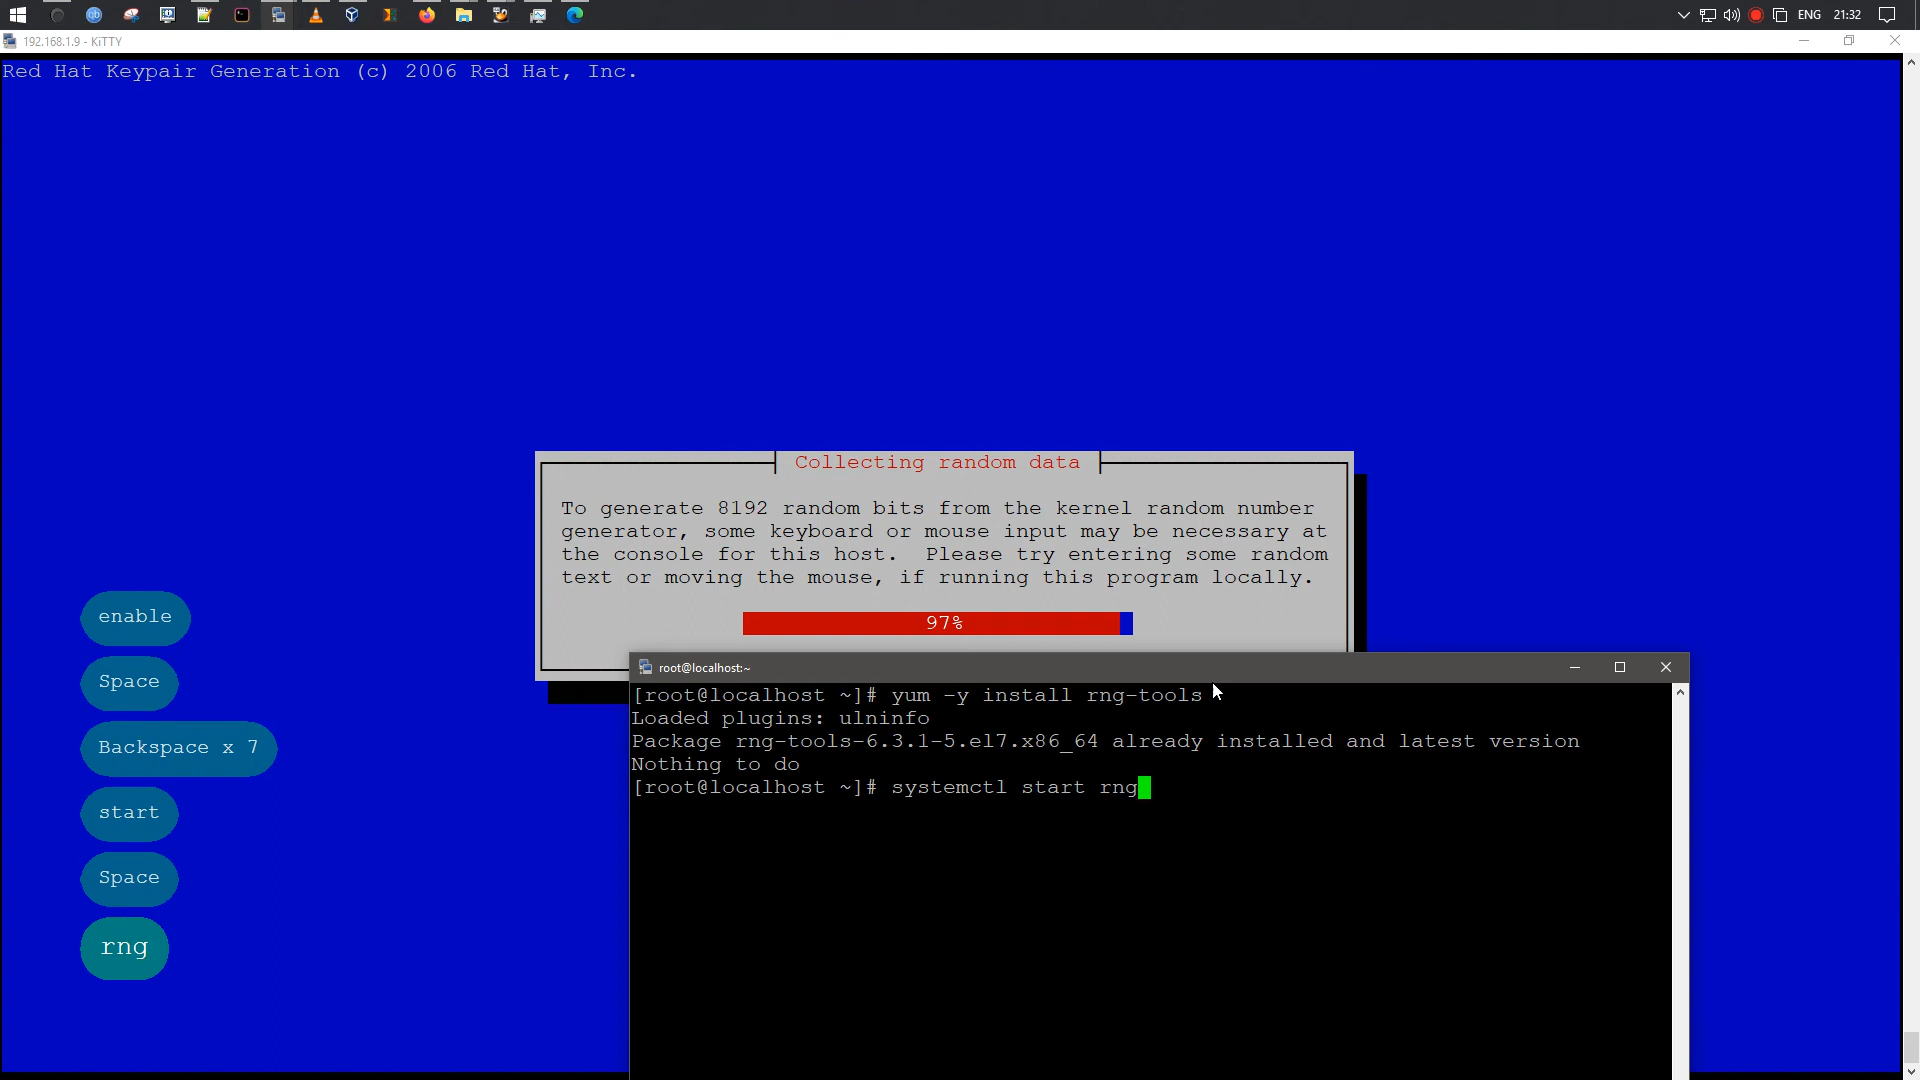 ENG 21:32
192.168.1.9 - KiTTY
Red Hat Keypair Generation (c) 2006 Red Hat, Inc.
Collecting random data
To generate 8192 random bits from the kernel random number
generator, some keyboard or mouse input may be necessary at
the console for this host.  Please try entering some random
text or moving the mouse, if running this program locally.
97%
root@localhost:~
[root@localhost ~]# yum -y install rng-tools
Loaded plugins: ulninfo
Package rng-tools-6.3.1-5.el7.x86_64 already installed and latest version
Nothing to do
[root@localhost ~]# systemctl start rng
enable
Space
Backspace x 7
start
Space
rng